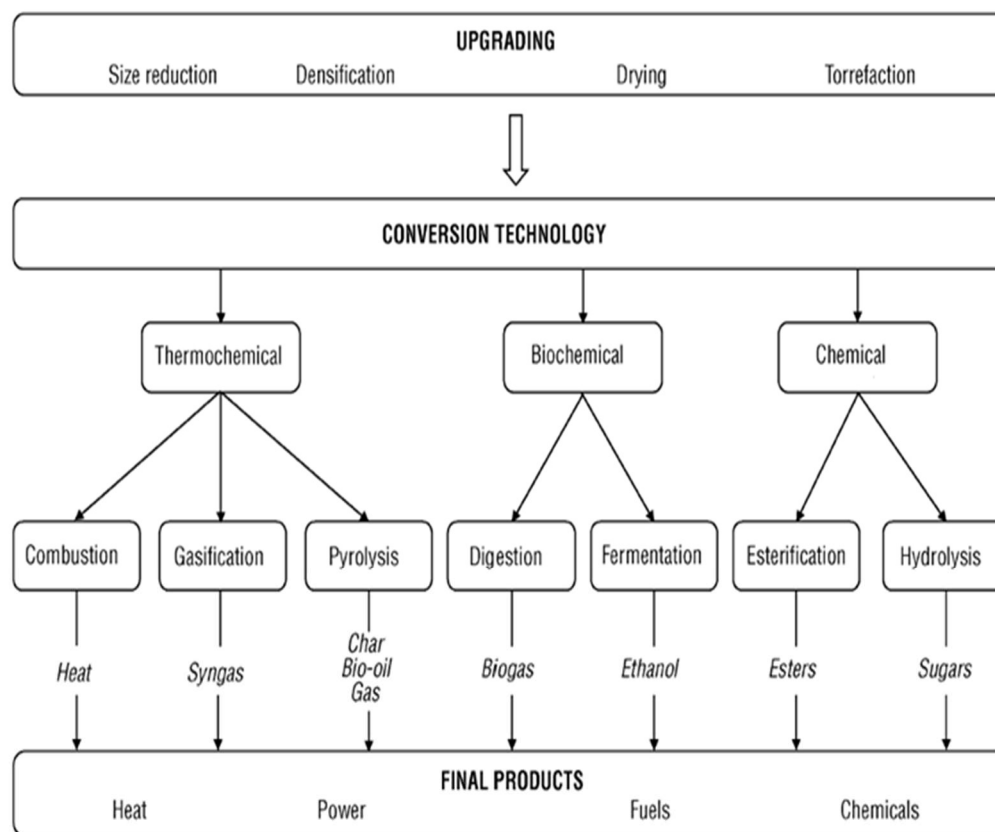 UPGRADING
Size reduction Densification Drying Torrefaction
CONVERSION TECHNOLOGY
Thermochemical Biochemical Chemical
Combustion Gasification Pyrolysis Digestion Fermentation Esterification Hydrolysis
Heat Syngas Char Biogas Ethanol Esters Sugars
Bio-oil
Gas
FINAL PRODUCTS
Heat Power Fuels Chemicals